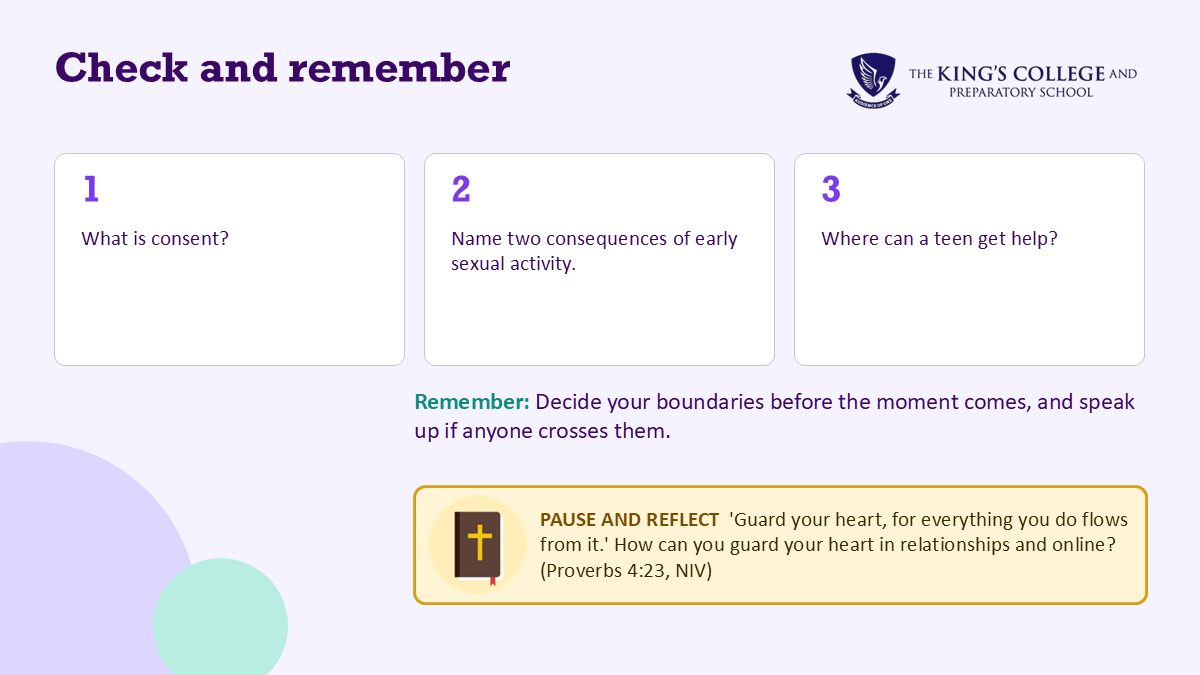 Check and remember
THE KING'S COLLEGE AND
PREPARATORY SCHOOL
AUDIENCE OF ONE
1
What is consent?
2
Name two consequences of early
sexual activity.
3
Where can a teen get help?
Remember: Decide your boundaries before the moment comes, and speak
up if anyone crosses them.
PAUSE AND REFLECT 'Guard your heart, for everything you do flows
from it.' How can you guard your heart in relationships and online?
(Proverbs 4:23, NIV)